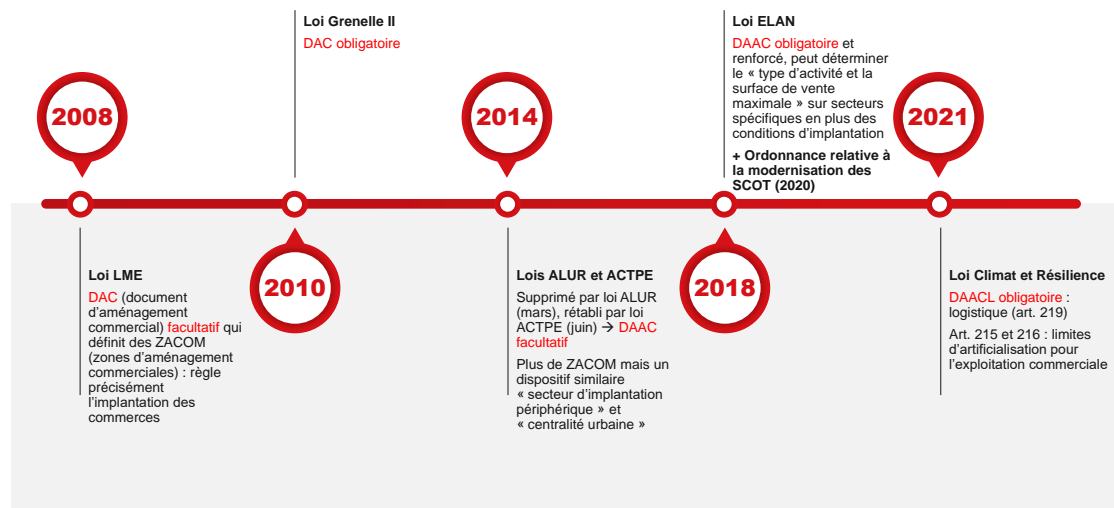 2008
Loi LME
DAC (document
d’aménagement
commercial) facultatif qui
définit des ZACOM
(zones d’aménagement
commerciales) : règle
précisément
l’implantation des
commerces
Loi Grenelle II
DAC obligatoire
2010
2014
Lois ALUR et ACTPE
Supprimé par loi ALUR
(mars), rétabli par loi
ACTPE (juin) → DAAC
facultatif
Plus de ZACOM mais un
dispositif similaire
« secteur d’implantation
périphérique » et
« centralité urbaine »
Loi ELAN
DAAC obligatoire et
renforcé, peut déterminer
le « type d’activité et la
surface de vente
maximale » sur secteurs
spécifiques en plus des
conditions d’implantation
+ Ordonnance relative à
la modernisation des
SCOT (2020)
2018
2021
Loi Climat et Résilience
DAACL obligatoire :
logistique (art. 219)
Art. 215 et 216 : limites
d’artificialisation pour
l’exploitation commerciale